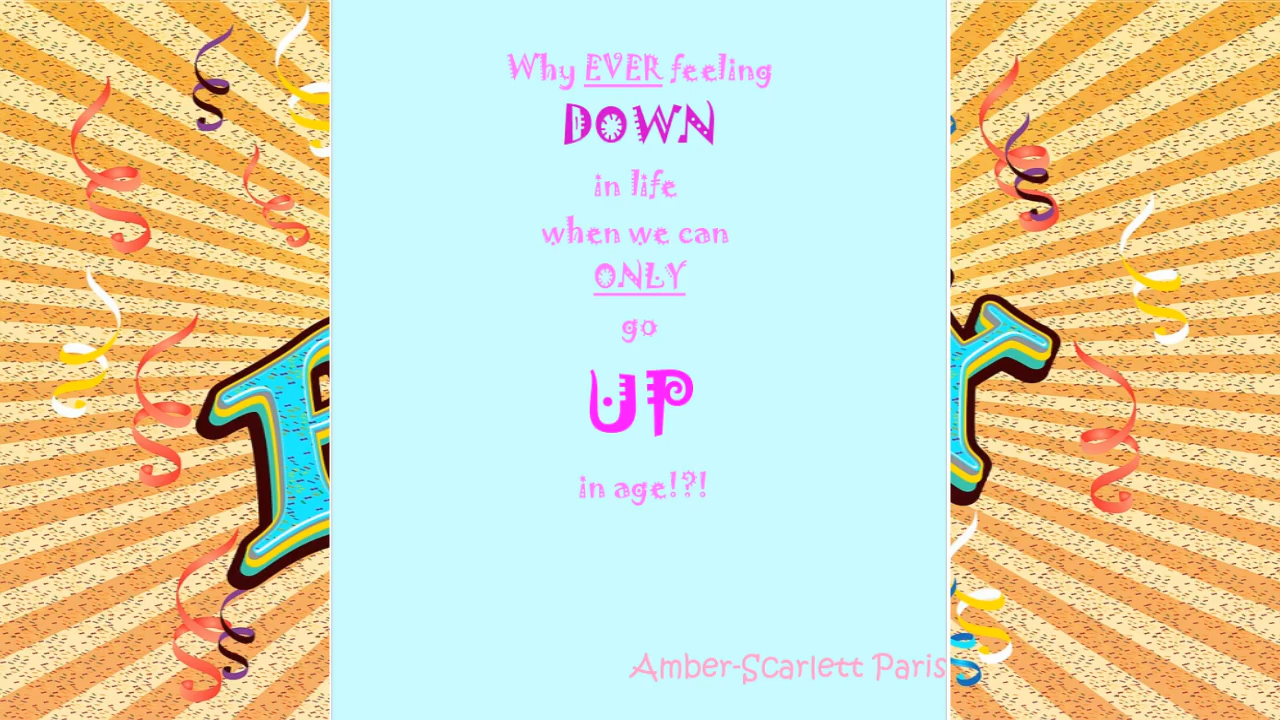 Why EVER feeling
DOWN
in life
when we can
ONLY
go
UP
in age!?!
Amber-Scarlett Paris